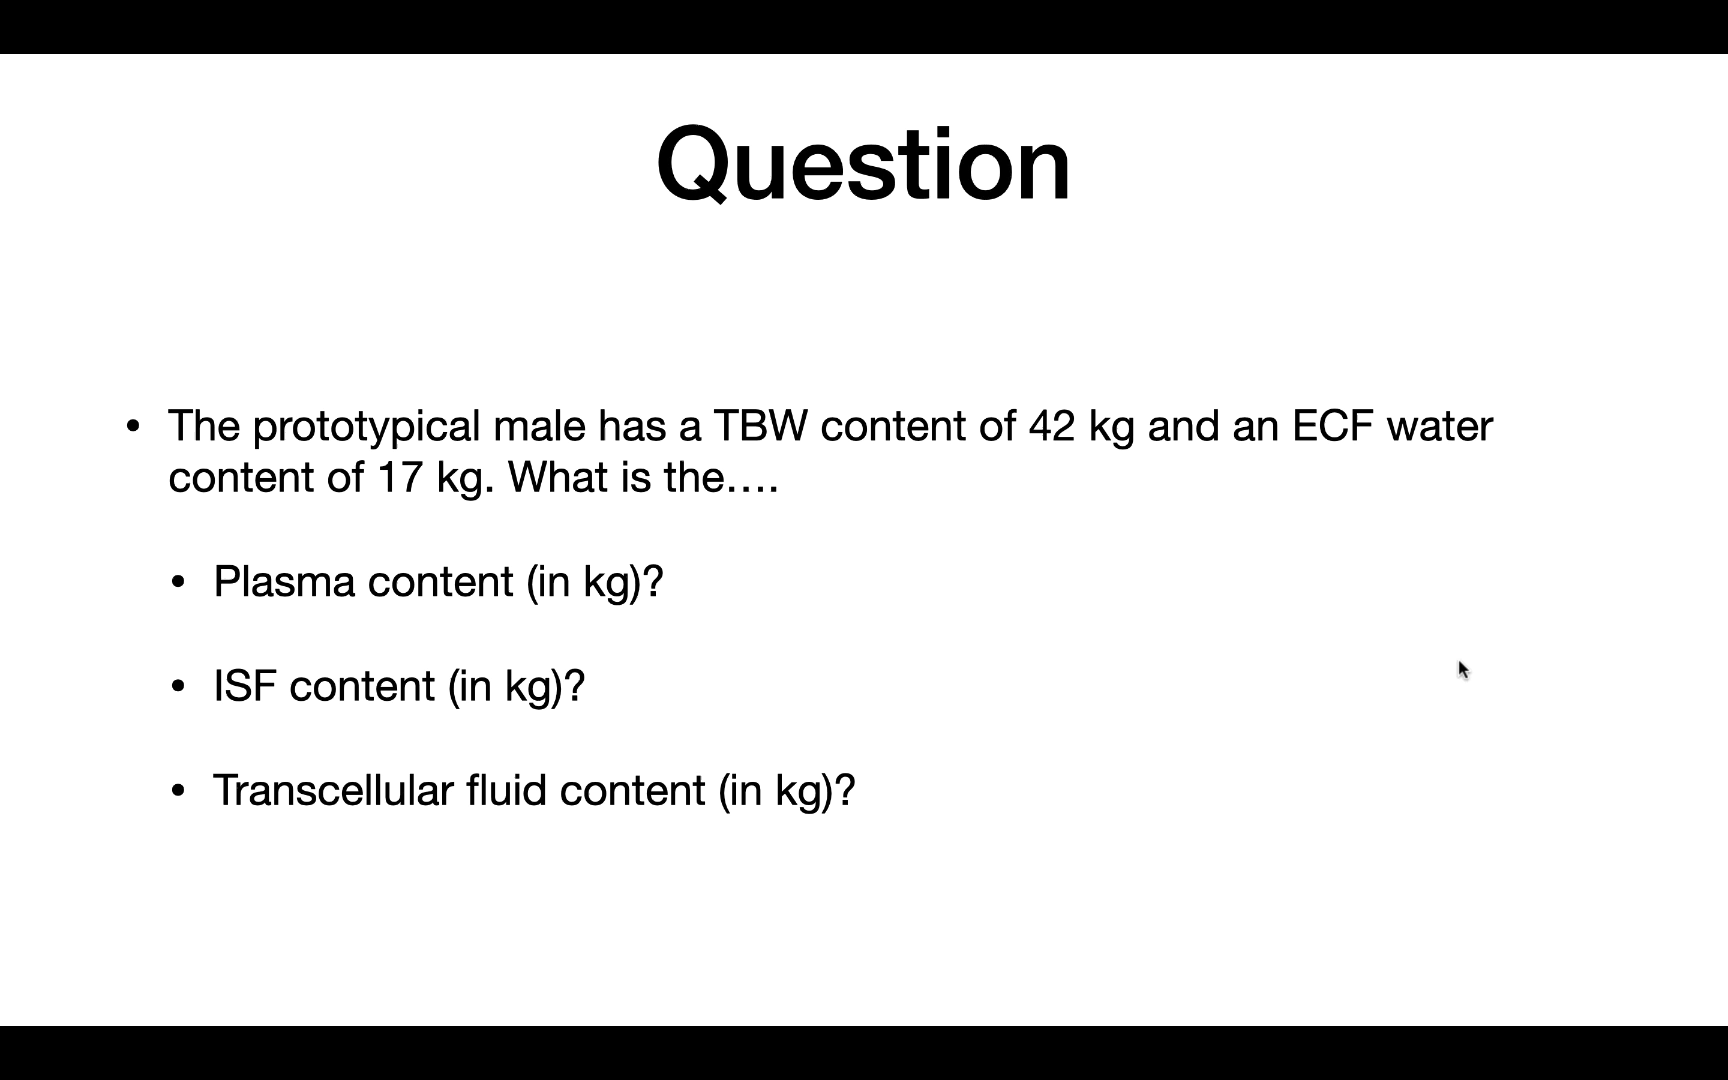 Question
• The prototypical male has a TBW content of 42 kg and an ECF water
content of 17 kg. What is the....
• Plasma content (in kg)?
• ISF content (in kg)?
• Transcellular fluid content (in kg)?